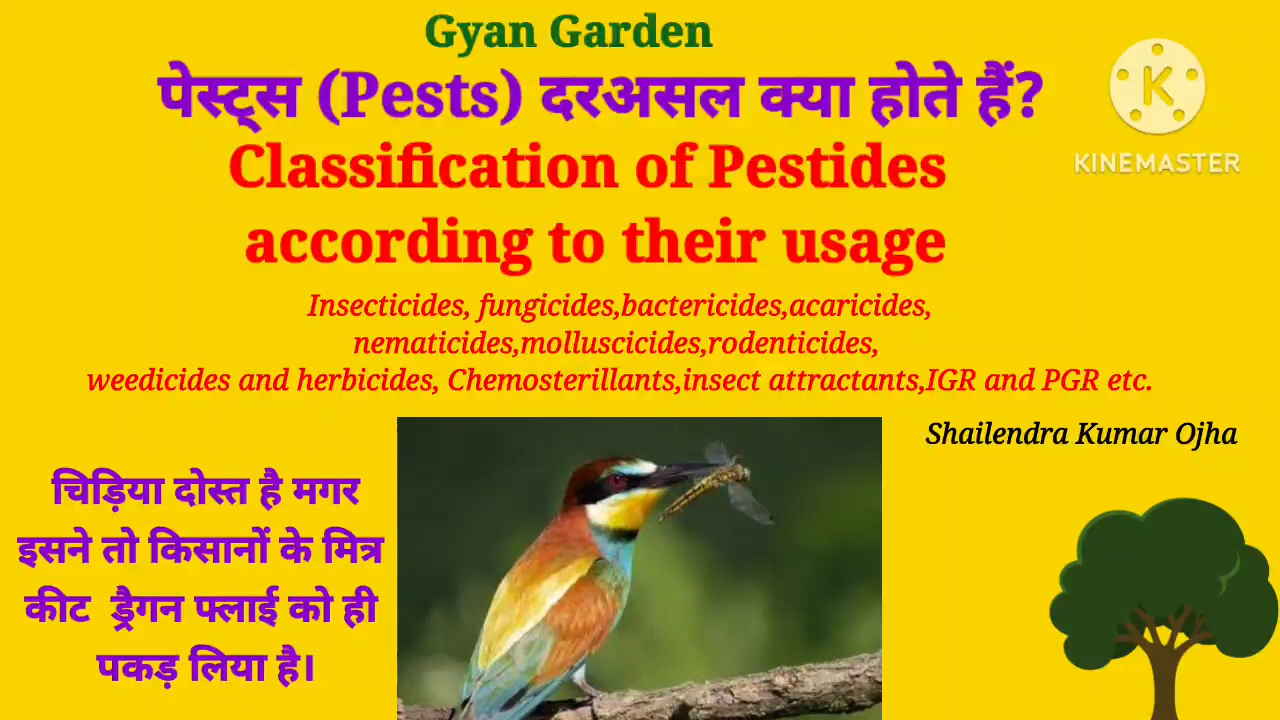 Gyan Garden
पेस्ट्स (Pests) दरअसल क्या होते हैं?
K
KINEMASTER
Classification of Pestides
according to their usage
Insecticides, fungicides,bactericides,acaricides,
nematicides,molluscicides,rodenticides,
weedicides and herbicides, Chemosterillants,insect attractants,IGR and PGR etc.
Shailendra Kumar Ojha
चिड़िया दोस्त है मगर
इसने तो किसानों के मित्र
कीट ड्रैगन फ्लाई को ही
पकड़ लिया है।